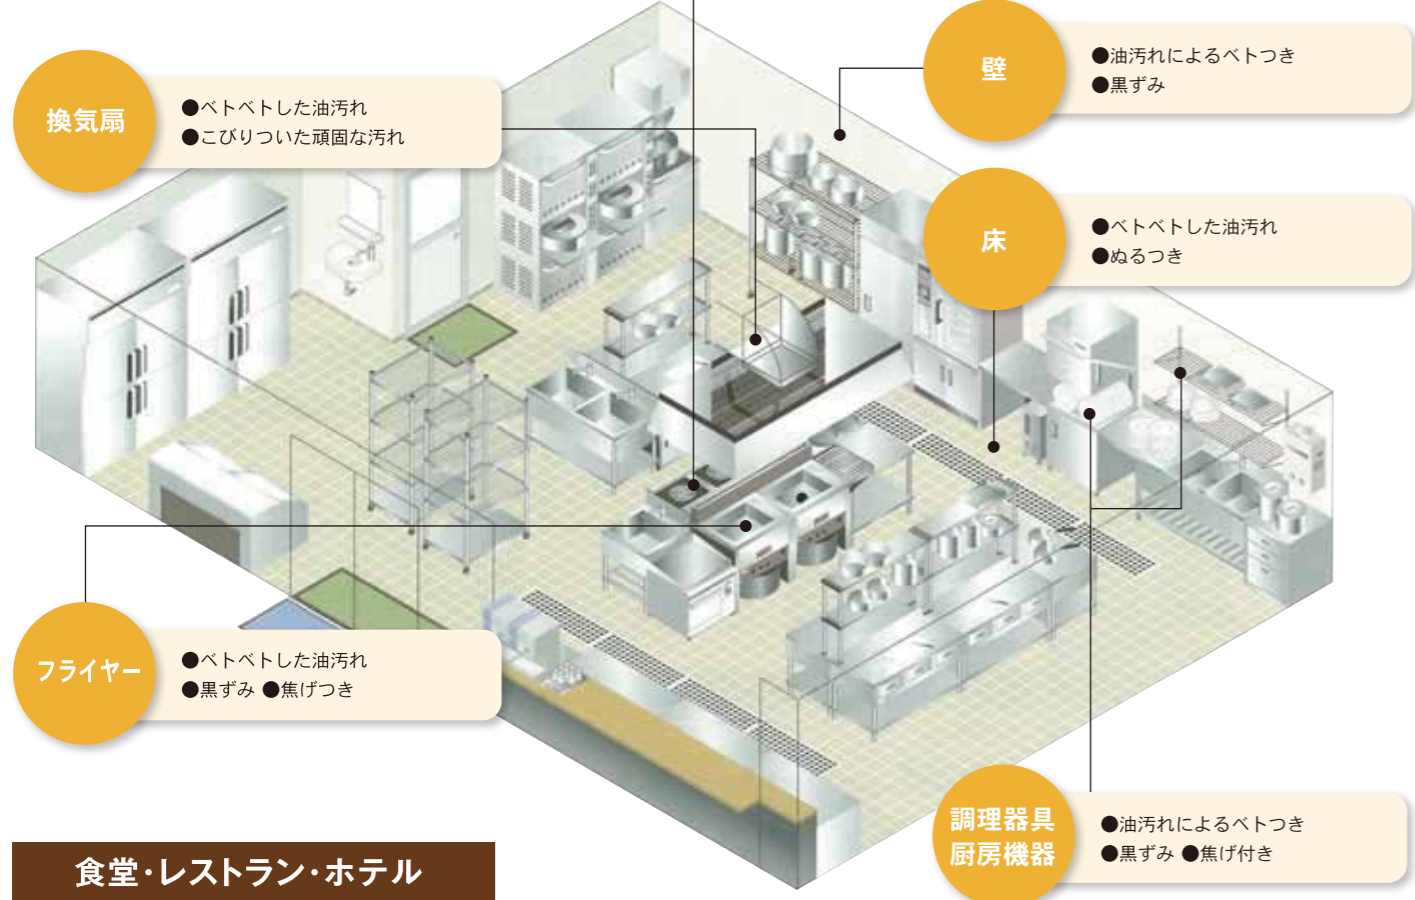 換気扇
●ベトベトした油汚れ
●こびりついた頑固な汚れ
壁
●油汚れによるベトつき
●黒ずみ
床
●ベトベトした油汚れ
●ぬるつき
フライヤー
●ベトベトした油汚れ
●黒ずみ ●焦げつき
調理器具
厨房機器
●油汚れによるベトつき
●黒ずみ ●焦げ付き
食堂・レストラン・ホテル